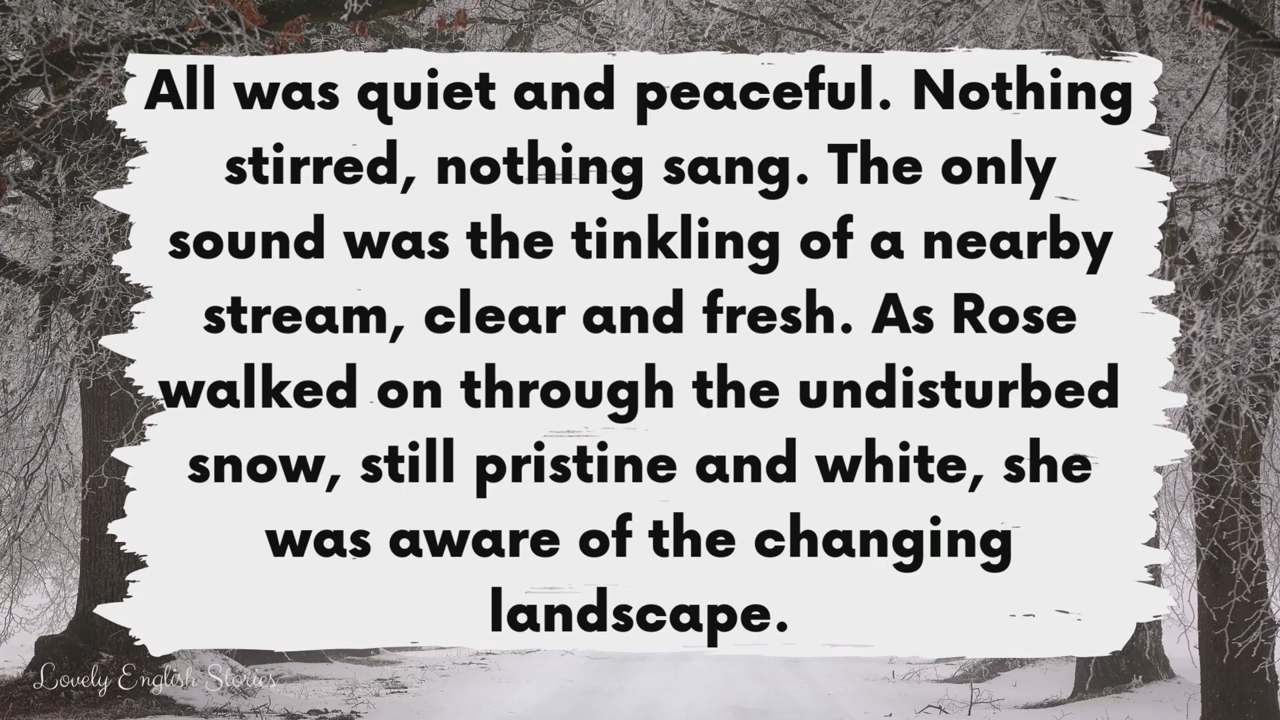 All was quiet and peaceful. Nothing
stirred, nothing sang. The only
sound was the tinkling of a nearby
stream, clear and fresh. As Rose
walked on through the undisturbed
snow, still pristine and white, she
was aware of the changing
landscape.
Lovely English Stories